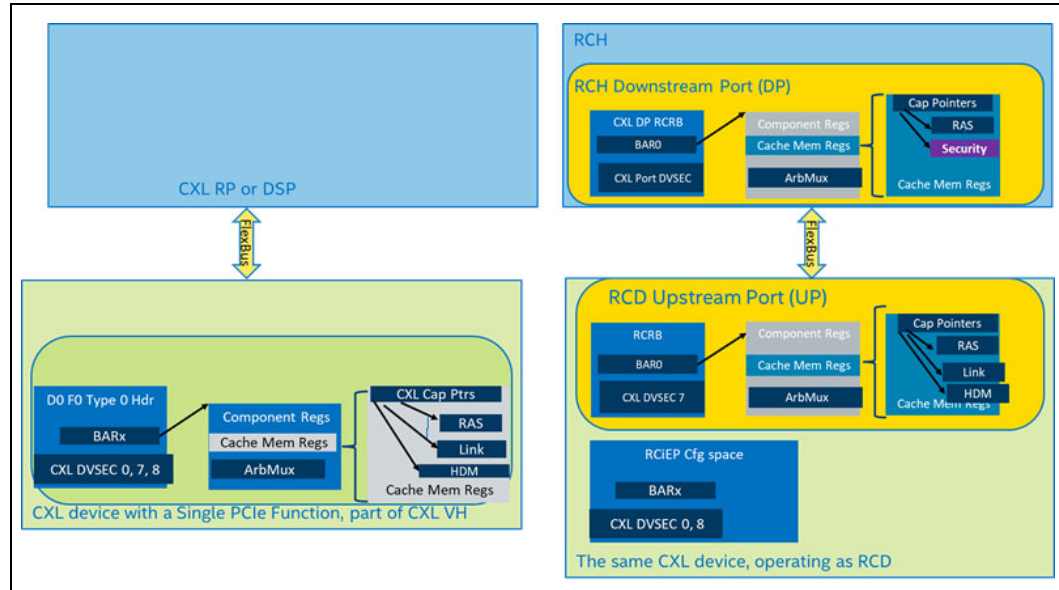 CXL RP or DSP
FlexBus
D0 F0 Type 0 Hdr
BARx
CXL DVSEC 0, 7, 8
Component Regs
Cache Mem Regs
ArbMux
CXL Cap Ptrs
RAS
Link
HDM
Cache Mem Regs
CXL device with a Single PCIe Function, part of CXL VH
RCH
RCH Downstream Port (DP)
CXL DP RCRB
BAR0
CXL Port DVSEC
Component Regs
Cache Mem Regs
ArbMux
Cap Pointers
RAS
Security
Cache Mem Regs
FlexBus
RCD Upstream Port (UP)
RCRB
BAR0
CXL DVSEC 7
Component Regs
Cache Mem Regs
ArbMux
Cap Pointers
RAS
Link
HDM
Cache Mem Regs
RCiEP Cfg space
BARx
CXL DVSEC 0, 8
The same CXL device, operating as RCD